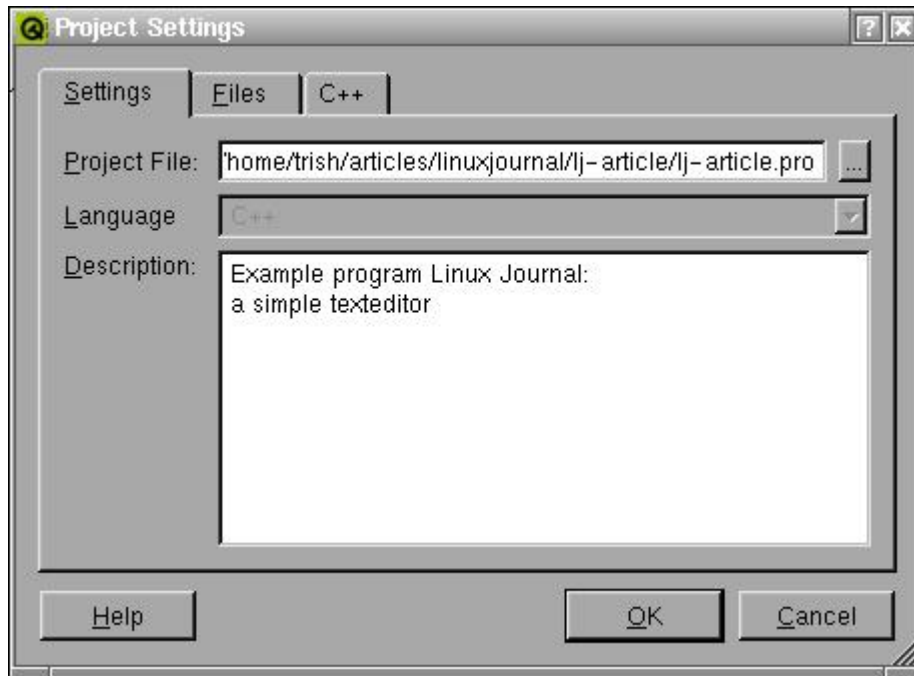 Project Settings
Settings Files C++
Project File: /home/trish/articles/linuxjournal/lj-article/lj-article.pro ...
Language C++
Description: Example program Linux Journal:
a simple texteditor
Help OK Cancel